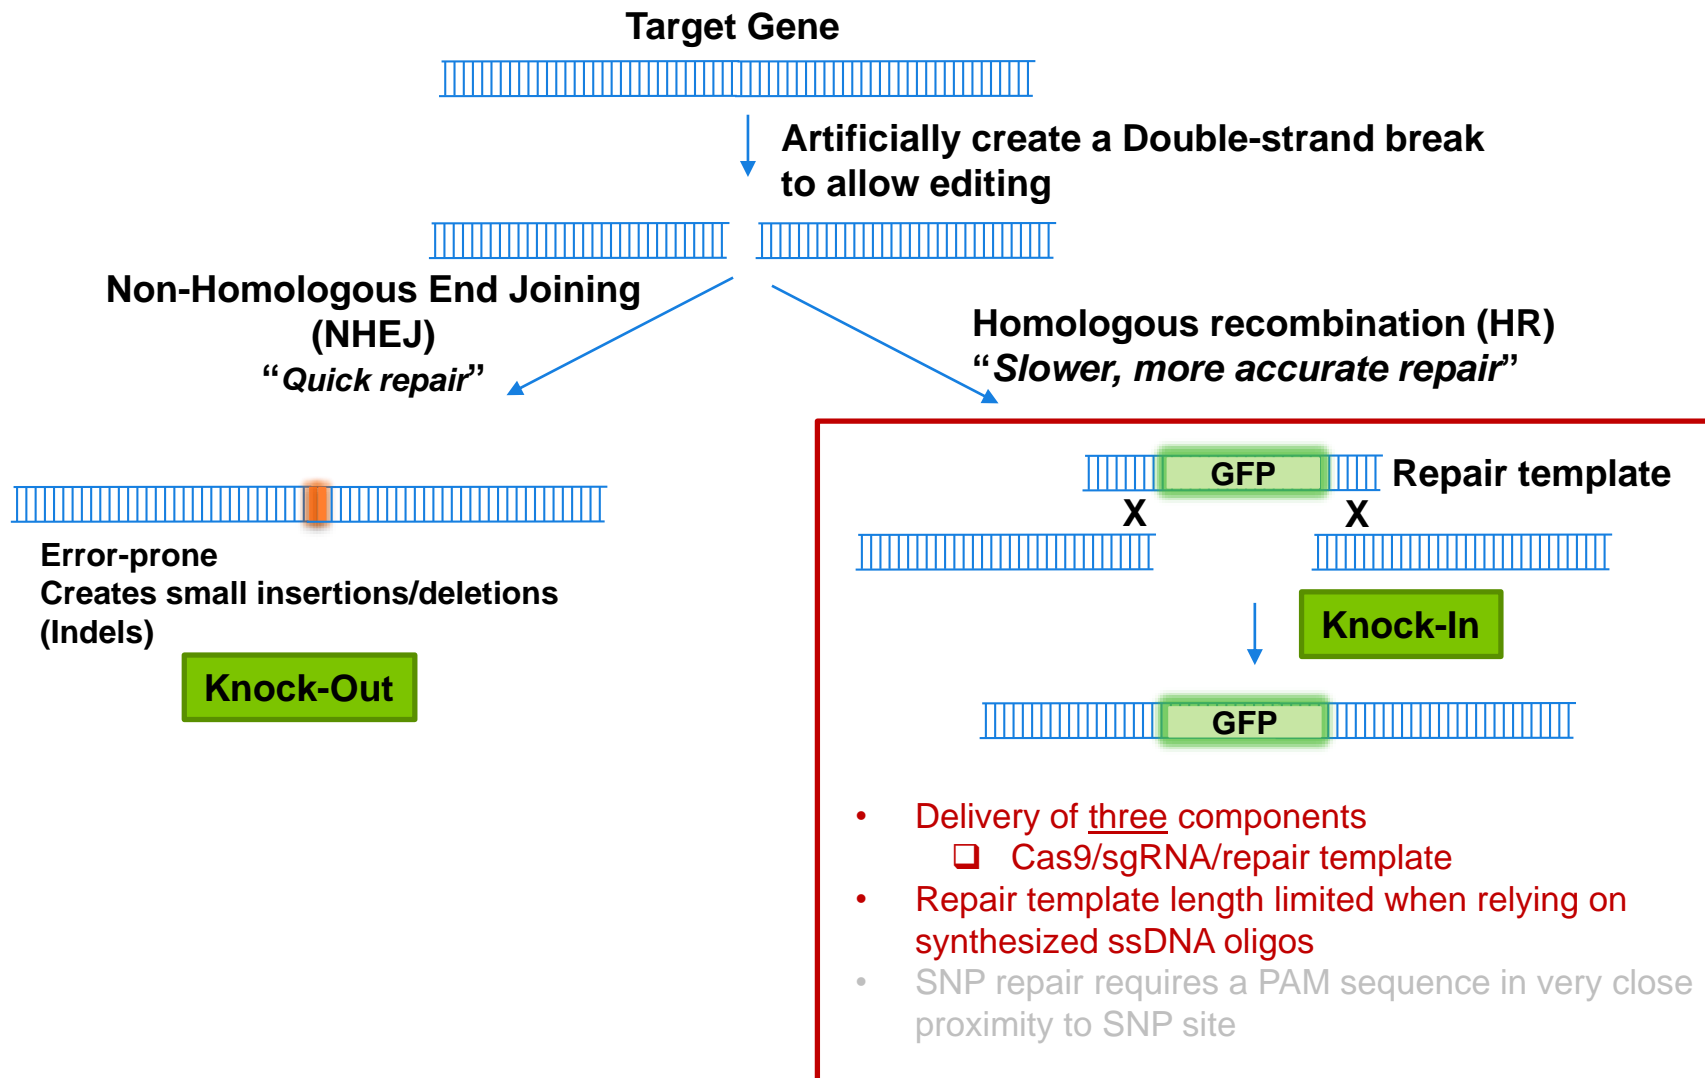 Target Gene
Artificially create a Double-strand break
to allow editing
Non-Homologous End Joining
(NHEJ)
“Quick repair”
Homologous recombination (HR)
“Slower, more accurate repair”
Error-prone
Creates small insertions/deletions
(Indels)
Knock-Out
GFP
Repair template
X X
Knock-In
GFP
• Delivery of three components
❑ Cas9/sgRNA/repair template
• Repair template length limited when relying on
synthesized ssDNA oligos
• SNP repair requires a PAM sequence in very close
proximity to SNP site